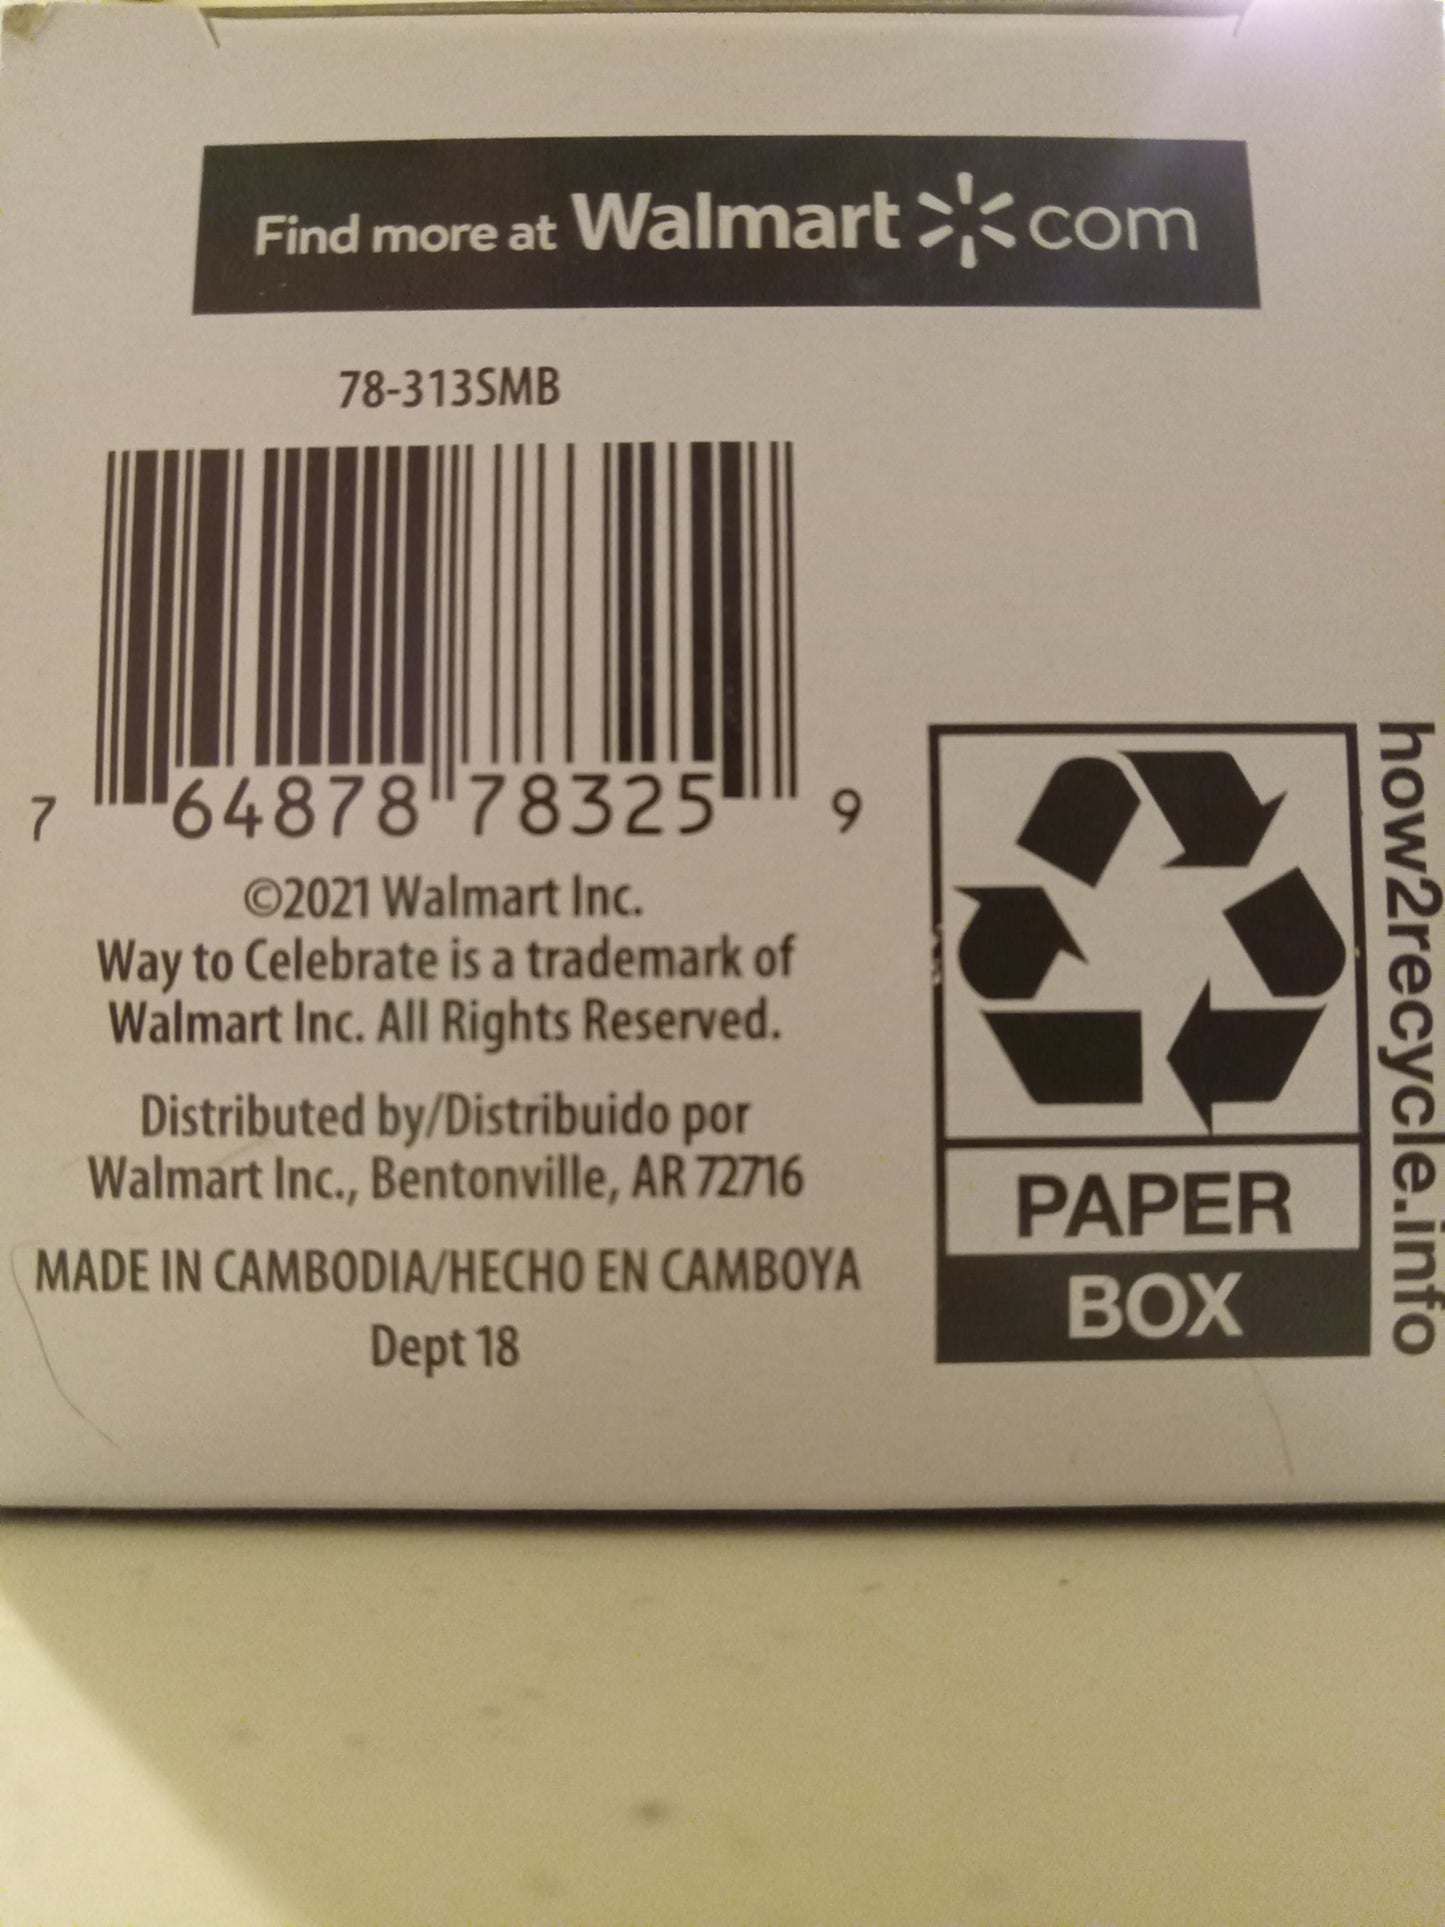 Find more at Walmart com
78-313SMB
7 64878 78325 9
©2021 Walmart Inc.
Way to Celebrate is a trademark of
Walmart Inc. All Rights Reserved.
Distributed by/Distribuido por
Walmart Inc., Bentonville, AR 72716
MADE IN CAMBODIA/HECHO EN CAMBOYA
Dept 18
PAPER
BOX
how2recycle.info